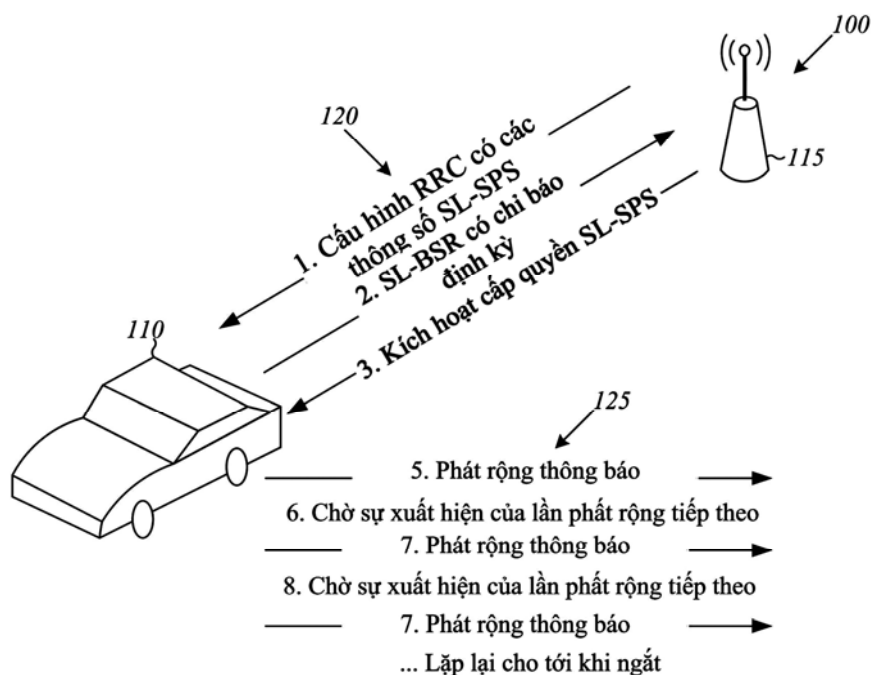 100
120
115
1. Cấu hình RRC có các
thông số SL-SPS
2. SL-BSR có chỉ báo
định kỳ
3. Kích hoạt cấp quyền SL-SPS
110
125
5. Phát rộng thông báo
6. Chờ sự xuất hiện của lần phất rộng tiếp theo
7. Phát rộng thông báo
8. Chờ sự xuất hiện của lần phất rộng tiếp theo
7. Phát rộng thông báo
... Lặp lại cho tới khi ngắt